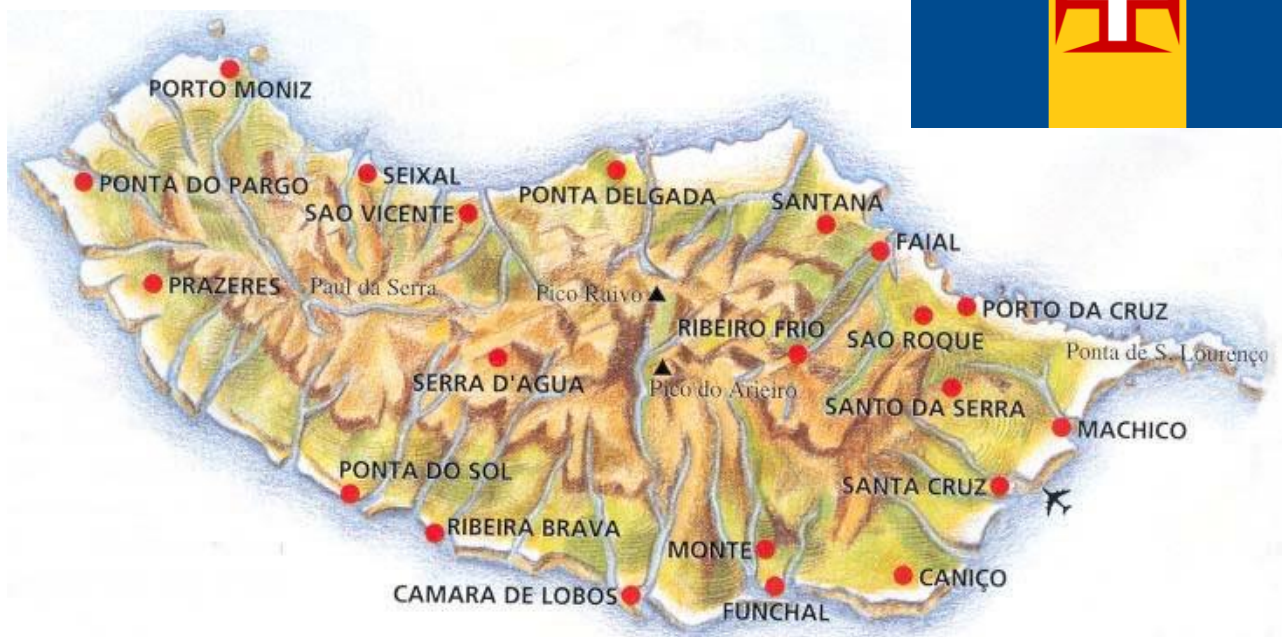 PORTO MONIZ
PONTA DO PARGO
SEIXAL
PONTA DELGADA
SAO VICENTE
SANTANA
FAIAL
PRAZERES
Paul da Serra
Pico Raivo
PORTO DA CRUZ
RIBEIRO FRIO
SAO ROQUE
Ponta de S. Lourenço
SERRA D'AGUA
Pico do Arieiro
SANTO DA SERRA
MACHICO
PONTA DO SOL
SANTA CRUZ
RIBEIRA BRAVA
MONTE
CANIÇO
CAMARA DE LOBOS
FUNCHAL